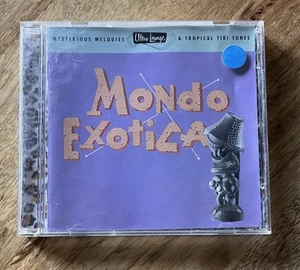 MYSTERIOUS MELODIES Ultra-Lounge & TROPICAL TIKI TUNES
Mondo
Exotica